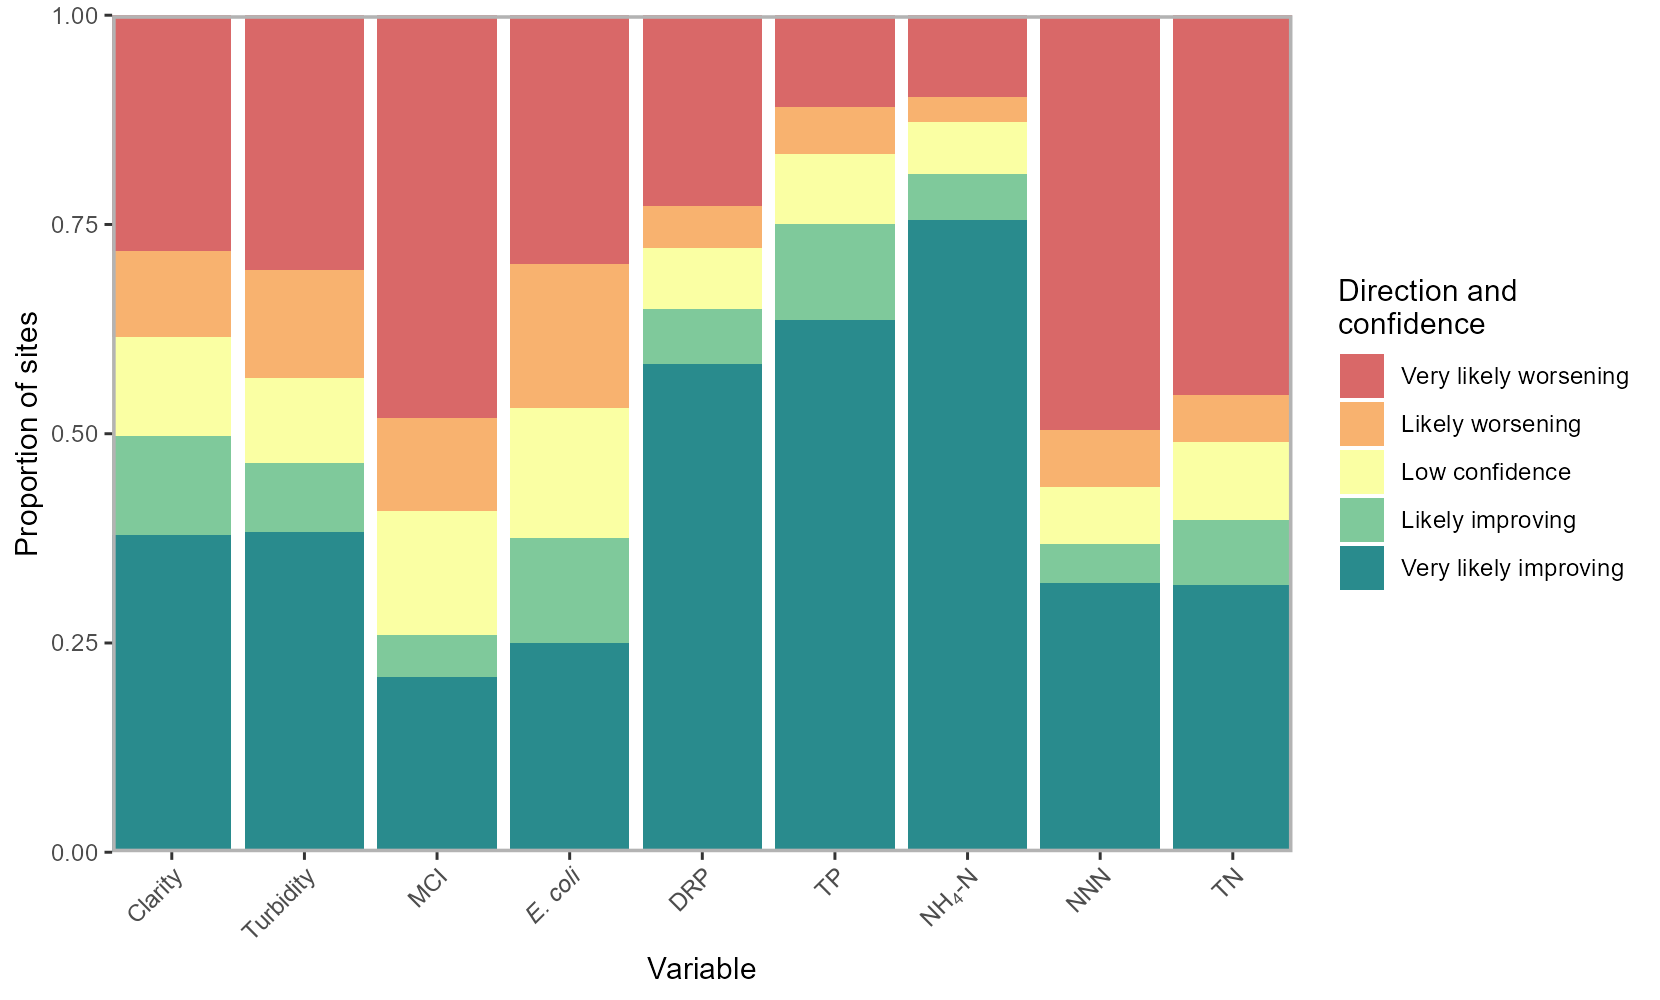 1.00
0.75
0.50
0.25
0.00
Proportion of sites
Clarity
Turbidity
MCI
E. coli
DRP
TP
NH₄-N
NNN
TN
Variable
Direction and
confidence
Very likely worsening
Likely worsening
Low confidence
Likely improving
Very likely improving